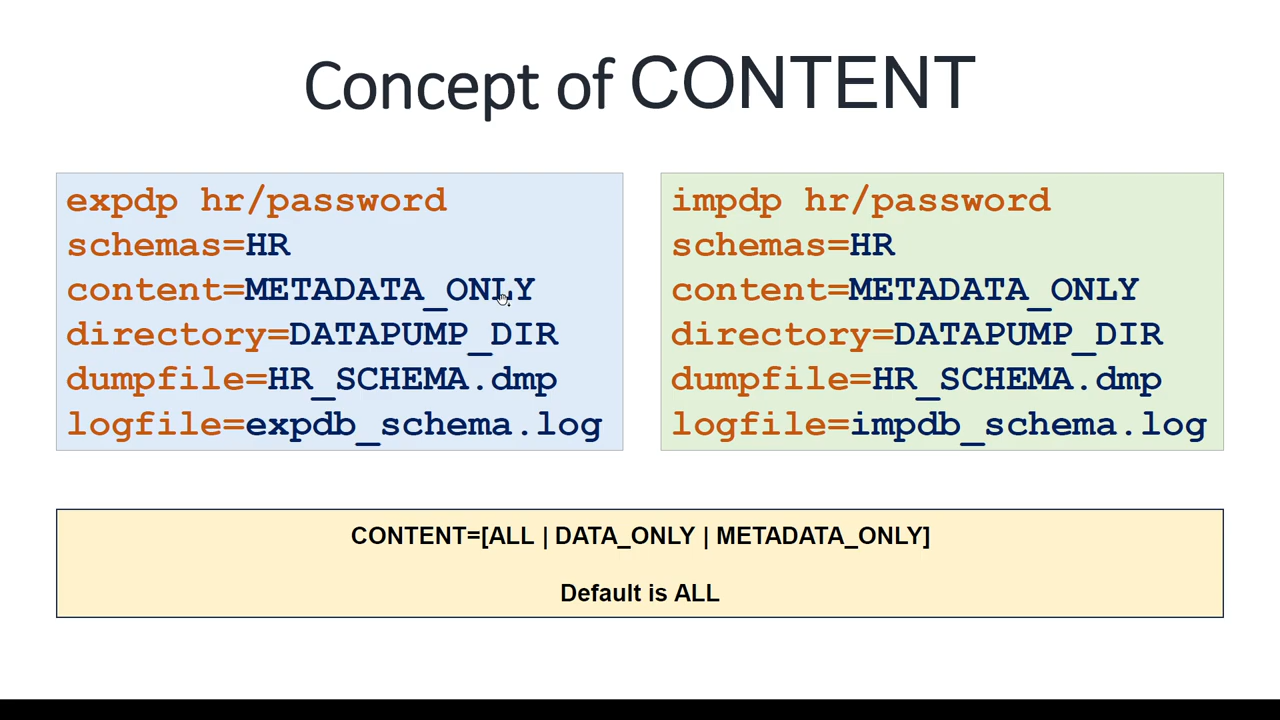 Concept of CONTENT
expdp hr/password
schemas=HR
content=METADATA_ONLY
directory=DATAPUMP_DIR
dumpfile=HR_SCHEMA.dmp
logfile=expdb_schema.log
impdp hr/password
schemas=HR
content=METADATA_ONLY
directory=DATAPUMP_DIR
dumpfile=HR_SCHEMA.dmp
logfile=impdb_schema.log
CONTENT=[ALL | DATA_ONLY | METADATA_ONLY]
Default is ALL